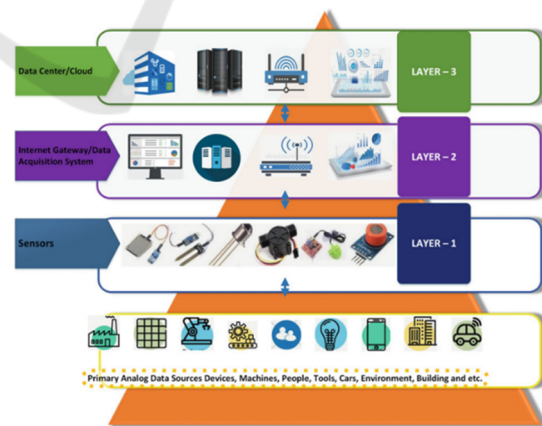 Data Center/Cloud
LAYER – 3
Internet Gateway/Data
Acquisition System
LAYER – 2
Sensors
LAYER – 1
Primary Analog Data Sources Devices, Machines, People, Tools, Cars, Environment, Building and etc.